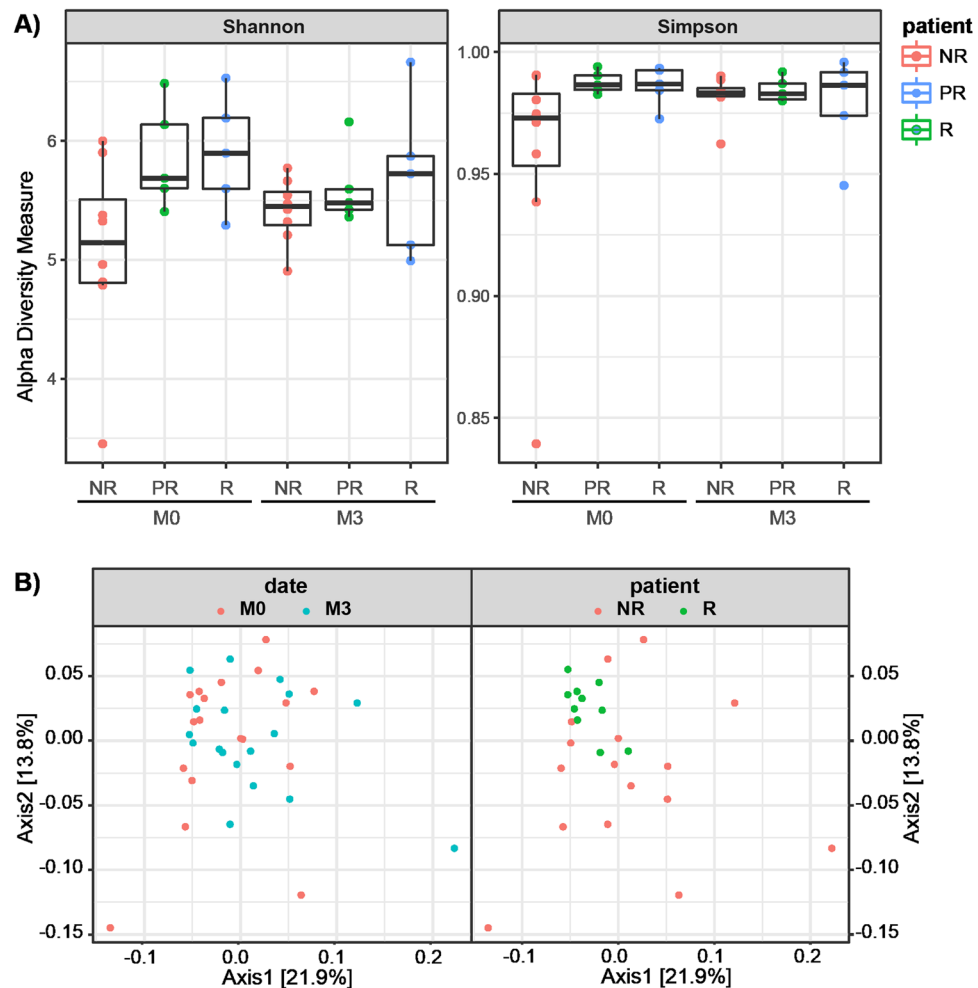 A)
Shannon
Simpson
patient
NR
PR
R
Alpha Diversity Measure
6
5
4
1.00
0.95
0.90
0.85
NR PR R NR PR R
M0 M3
NR PR R NR PR R
M0 M3
B)
date
M0 M3
patient
NR R
Axis2 [13.8%]
0.05
0.00
-0.05
-0.10
-0.15
0.05
0.00
-0.05
-0.10
-0.15
Axis2 [13.8%]
-0.1 0.0 0.1 0.2
-0.1 0.0 0.1 0.2
Axis1 [21.9%]
Axis1 [21.9%]